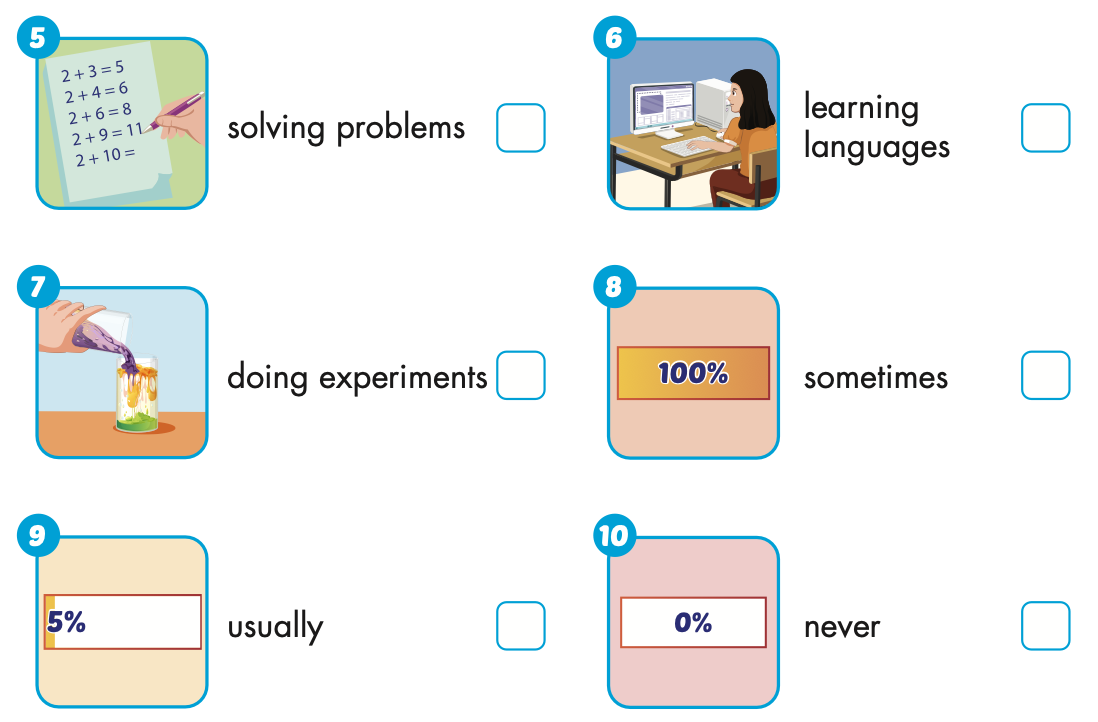 5
2 + 3 = 5
2 + 4 = 6
2 + 6 = 8
2 + 9 = 11
2 + 10 =
solving problems
6
learning
languages
7
doing experiments
8
100%
sometimes
9
5%
usually
10
0%
never